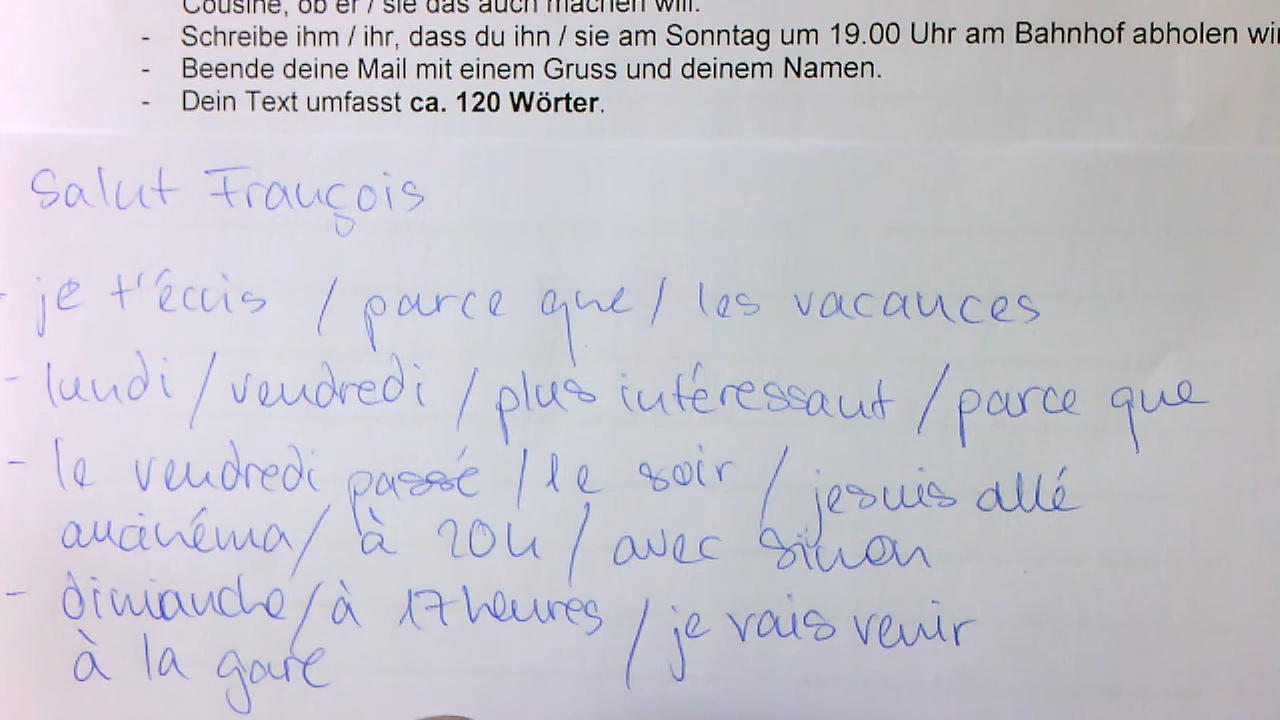 Cousine, ob er / sie das auch machen will.
- Schreibe ihm / ihr, dass du ihn / sie am Sonntag um 19.00 Uhr am Bahnhof abholen wi
- Beende deine Mail mit einem Gruss und deinem Namen.
- Dein Text umfasst ca. 120 Wörter.
Salut François
- je t'écris / parce que / les vacances
- lundi / vendredi / plus intéressant / parce que
- le vendredi passé / le soir / je suis allé
au cinéma / à 20h / avec Simon
- dimanche / à 17 heures / je vais venir
à la gare